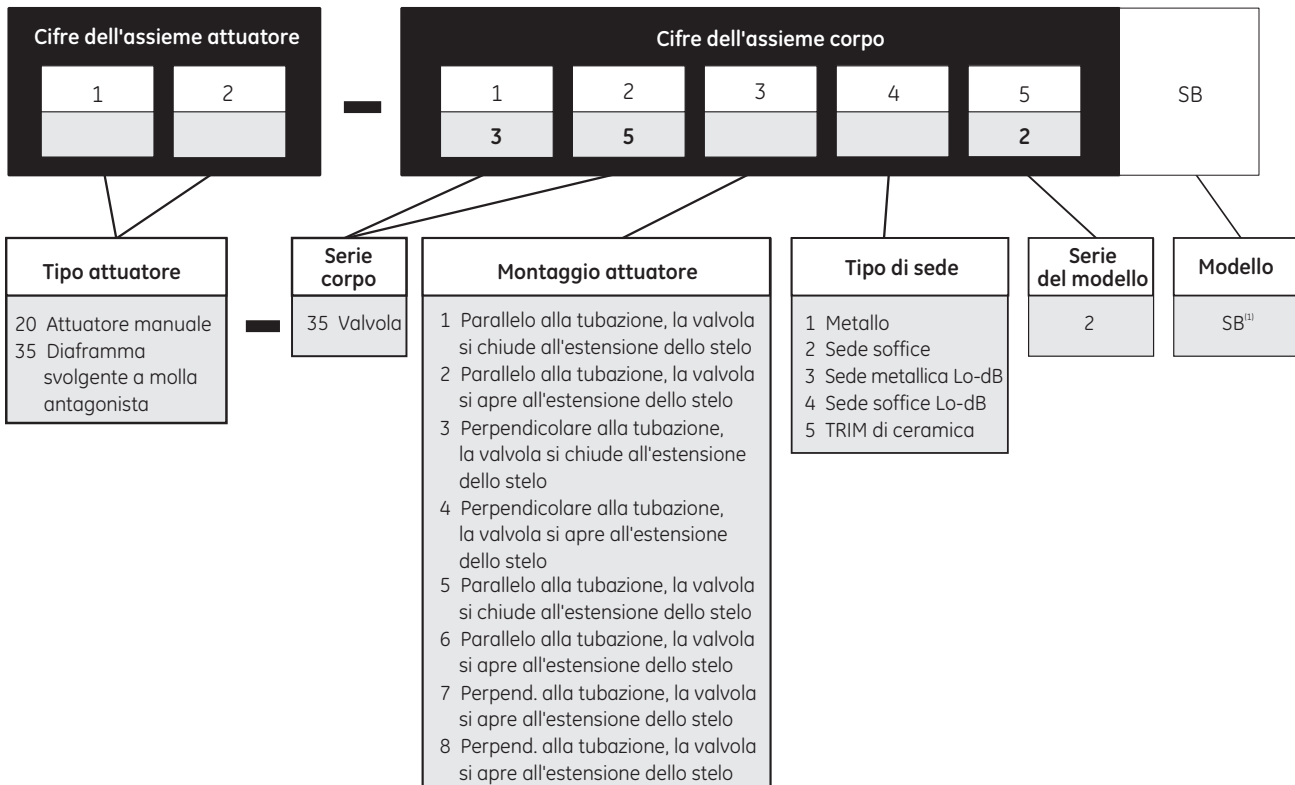 Cifre dell'assieme attuatore
1 2
Cifre dell'assieme corpo
1 2 3 4 5
3 5 2
SB
Tipo attuatore
20 Attuatore manuale
35 Diaframma
svolgente a molla
antagonista
Serie
corpo
35 Valvola
Montaggio attuatore
1 Parallelo alla tubazione, la valvola
si chiude all'estensione dello stelo
2 Parallelo alla tubazione, la valvola
si apre all'estensione dello stelo
3 Perpendicolare alla tubazione,
la valvola si chiude all'estensione
dello stelo
4 Perpendicolare alla tubazione,
la valvola si apre all'estensione
dello stelo
5 Parallelo alla tubazione, la valvola
si chiude all'estensione dello stelo
6 Parallelo alla tubazione, la valvola
si apre all'estensione dello stelo
7 Perpend. alla tubazione, la valvola
si apre all'estensione dello stelo
8 Perpend. alla tubazione, la valvola
si apre all'estensione dello stelo
Tipo di sede
1 Metallo
2 Sede soffice
3 Sede metallica Lo-dB
4 Sede soffice Lo-dB
5 TRIM di ceramica
Serie
del modello
2
Modello
SB(1)